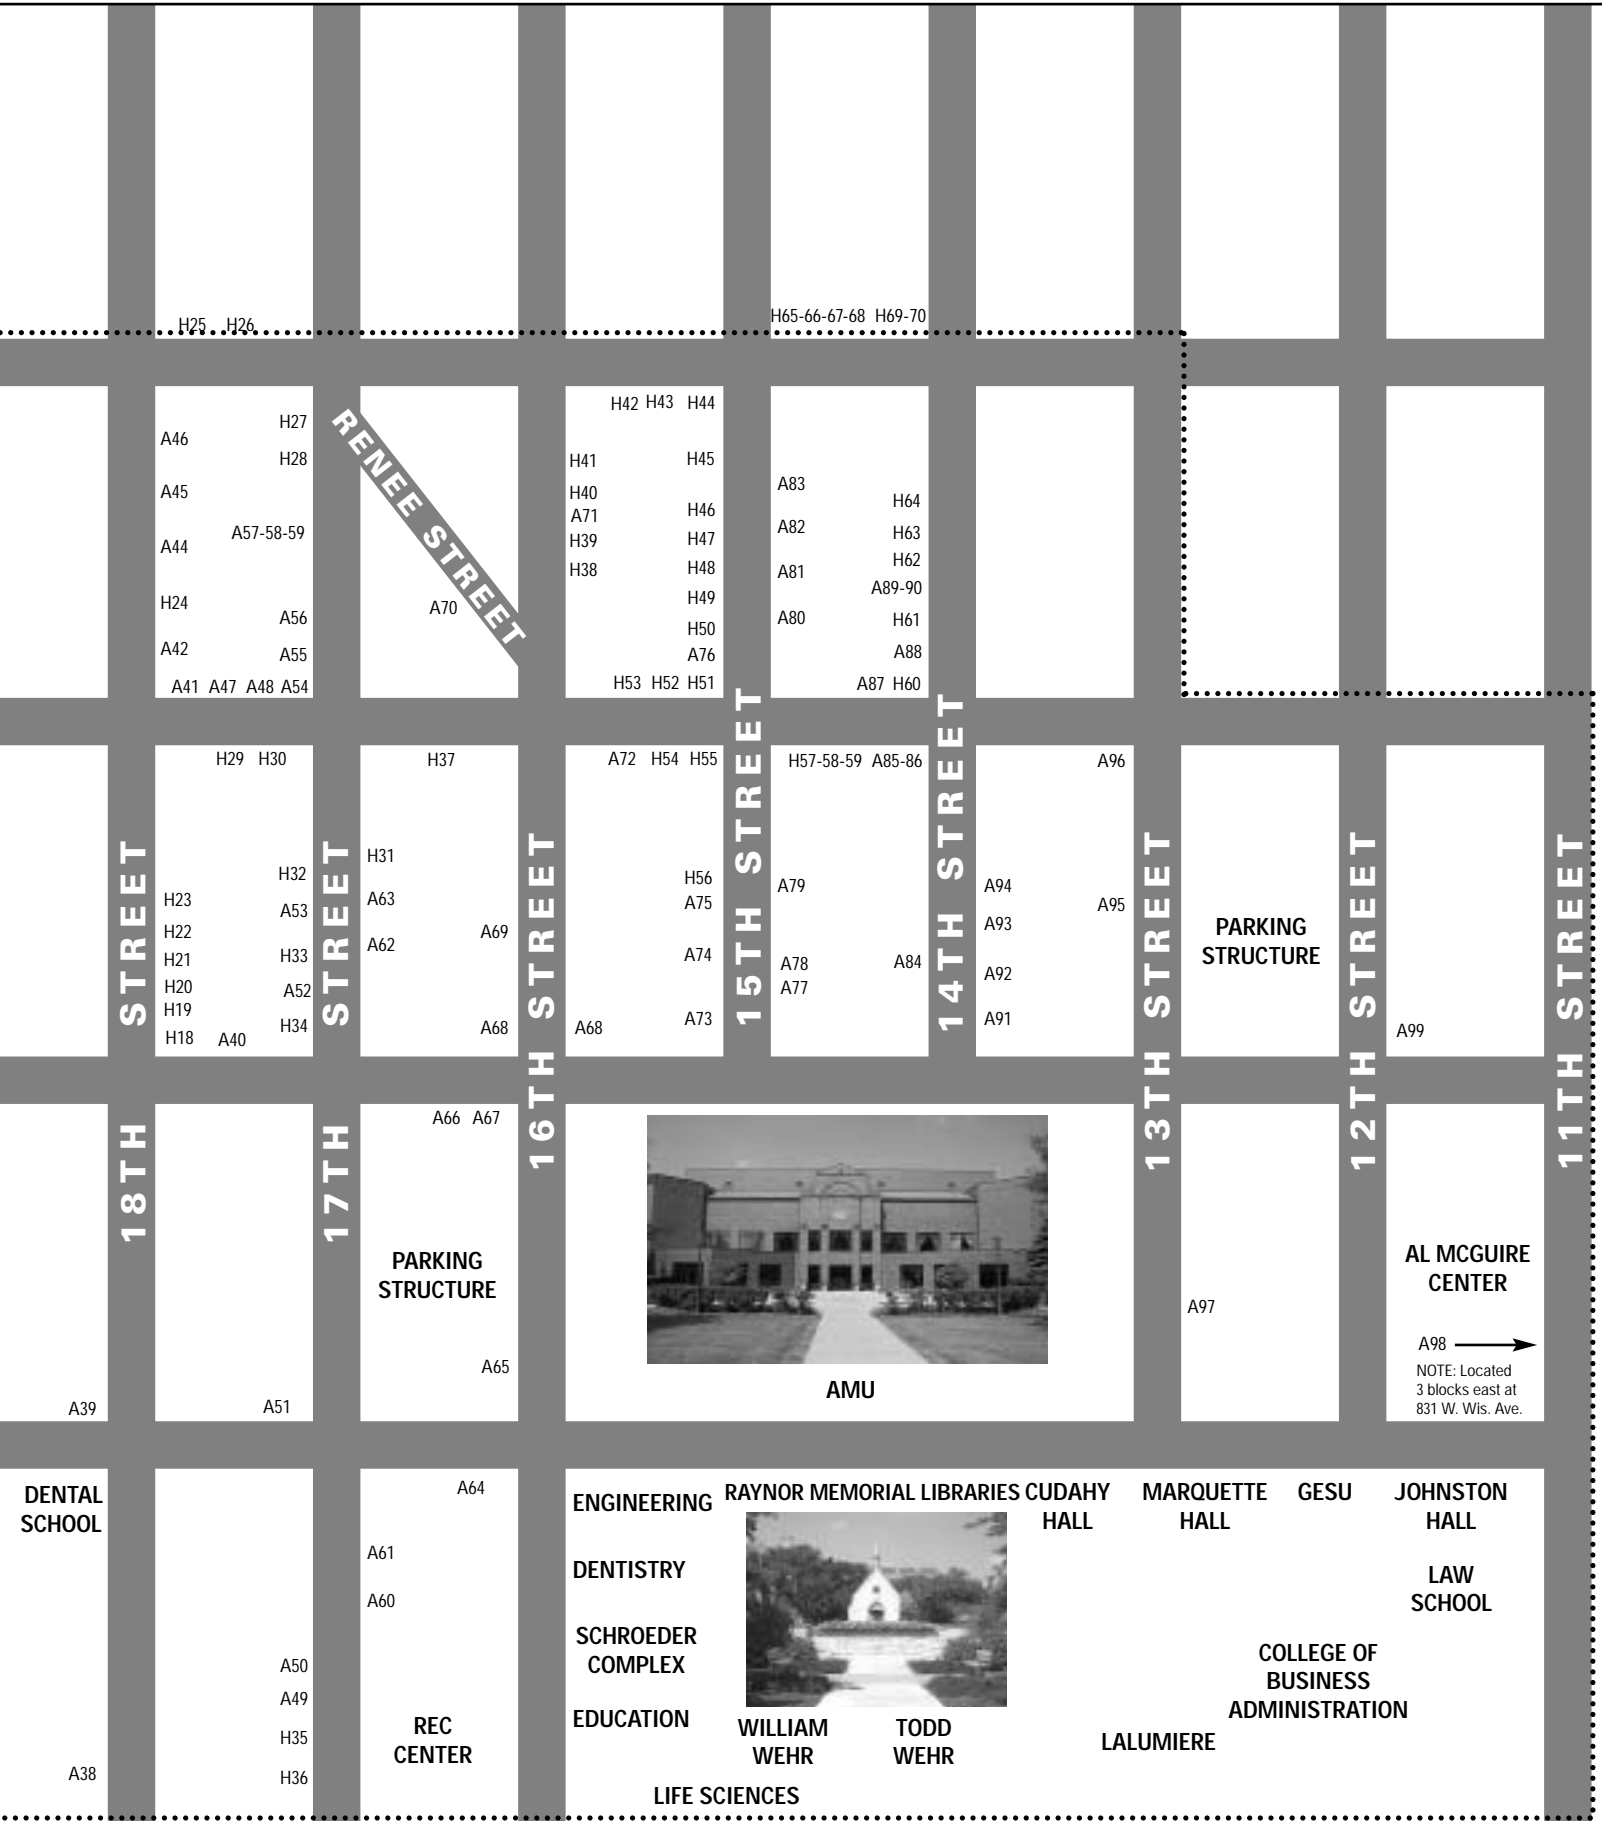 H25 H26
H65-66-67-68 H69-70
H42 H43 H44
H27
A46
H28
H41
H45
A45
H40
A83
H64
A71
H46
A57-58-59
A44
H39
H47
A82
H63
H38
H48
A81
H62
A89-90
H24
A56
A70
H49
A80
H61
A42
A55
H50
A76
A88
A41 A47 A48 A54
H53 H52 H51
A87 H60
RENEE STREET
H29 H30
H37
A72 H54 H55
H57-58-59 A85-86
A96
H31
H32
H56
A79
A94
H23
A53
A63
A75
A95
H22
A62
A69
A93
PARKING
STRUCTURE
H21
H33
A74
A78
A84
A92
H20
A52
A77
H19
H18 A40
H34
A68
A68
A73
A91
A99
18TH STREET
17TH STREET
16TH STREET
15TH STREET
14TH STREET
13TH STREET
12TH STREET
11TH STREET
A66 A67
PARKING
STRUCTURE
AL MCGUIRE
CENTER
A97
A98
NOTE: Located
3 blocks east at
831 W. Wis. Ave.
A65
AMU
A39
A51
DENTAL
SCHOOL
A64
ENGINEERING
RAYNOR MEMORIAL LIBRARIES
CUDAHY
HALL
MARQUETTE
HALL
GESU
JOHNSTON
HALL
A61
DENTISTRY
LAW
SCHOOL
A60
SCHROEDER
COMPLEX
COLLEGE OF
BUSINESS
ADMINISTRATION
A50
A49
H35
H36
A38
REC
CENTER
EDUCATION
WILLIAM
WEHR
TODD
WEHR
LALUMIERE
LIFE SCIENCES